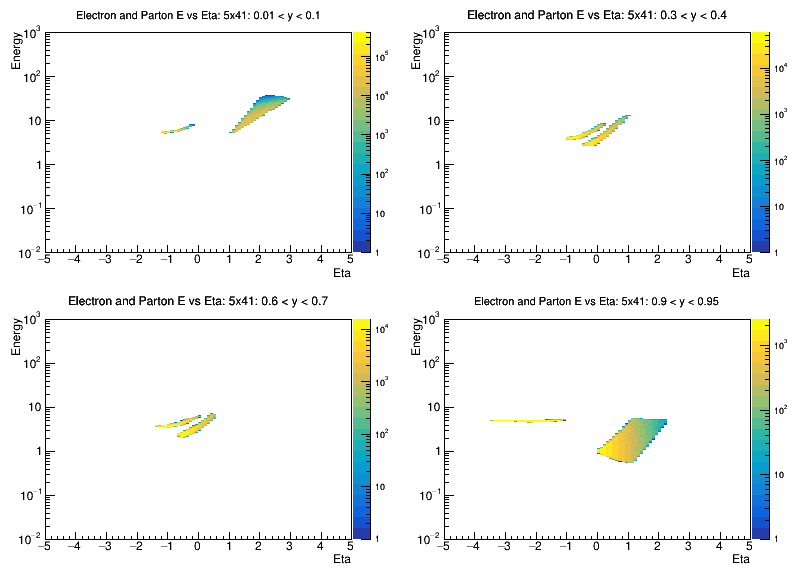 Electron and Parton E vs Eta: 5x41: 0.01 < y < 0.1
Energy
10³
10²
10
1
10⁻¹
10⁻²
−5 −4 −3 −2 −1 0 1 2 3 4 5
Eta
10⁵
10⁴
10³
10²
10
1
Electron and Parton E vs Eta: 5x41: 0.3 < y < 0.4
Energy
10³
10²
10
1
10⁻¹
10⁻²
−5 −4 −3 −2 −1 0 1 2 3 4 5
Eta
10⁴
10³
10²
10
1
Electron and Parton E vs Eta: 5x41: 0.6 < y < 0.7
Energy
10³
10²
10
1
10⁻¹
10⁻²
−5 −4 −3 −2 −1 0 1 2 3 4 5
Eta
10⁴
10³
10²
10
1
Electron and Parton E vs Eta: 5x41: 0.9 < y < 0.95
Energy
10³
10²
10
1
10⁻¹
10⁻²
−5 −4 −3 −2 −1 0 1 2 3 4 5
Eta
10³
10²
10
1